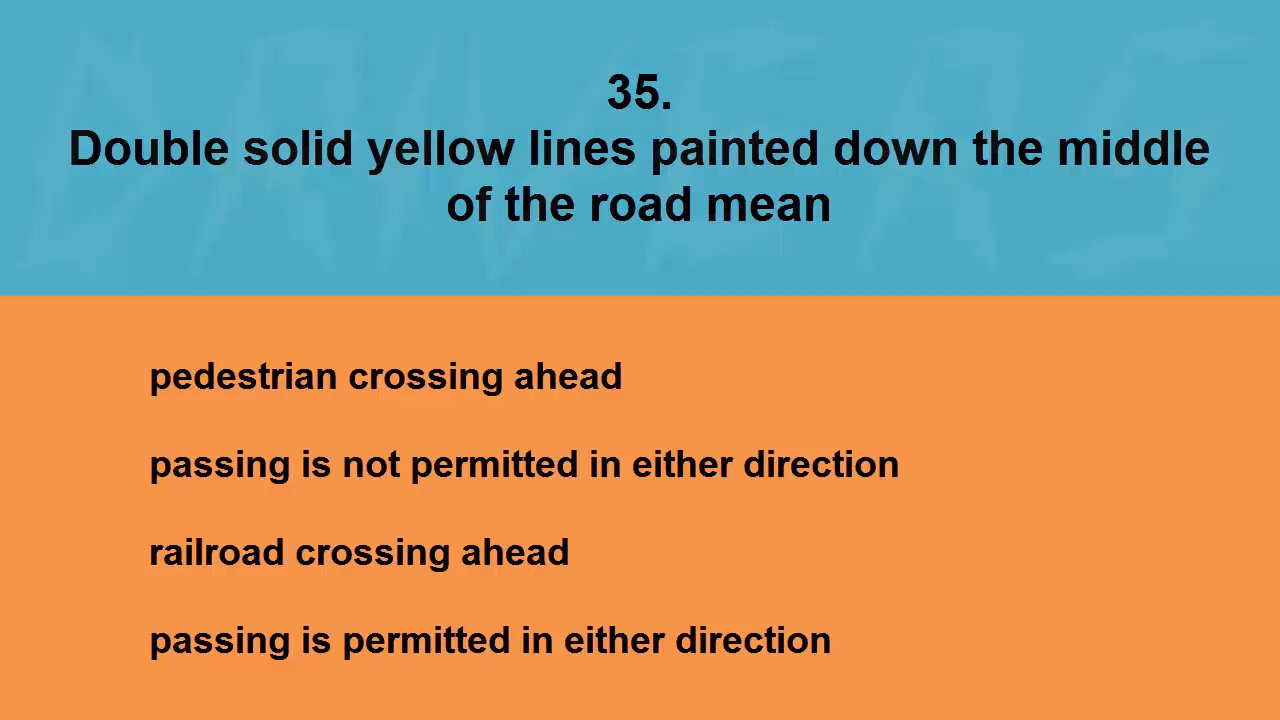 35.
Double solid yellow lines painted down the middle
of the road mean
pedestrian crossing ahead
passing is not permitted in either direction
railroad crossing ahead
passing is permitted in either direction